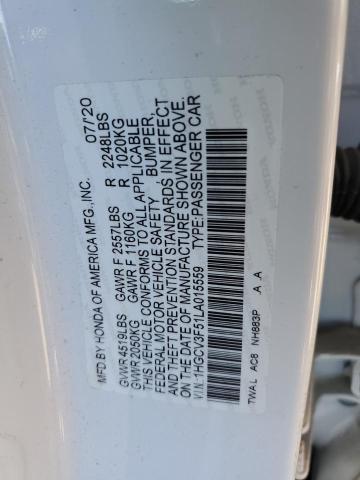 MFD BY HONDA OF AMERICA MFG.,INC. 07/20
GVWR 4519LBS GAWR F 2557LBS R 2248LBS
GVWR 2050KG GAWR F 1160KG R 1020KG
THIS VEHICLE CONFORMS TO ALL APPLICABLE
FEDERAL MOTOR VEHICLE SAFETY, BUMPER,
AND THEFT PREVENTION STANDARDS IN EFFECT
ON THE DATE OF MANUFACTURE SHOWN ABOVE.
V.I.N:1HGCV3F51LA015559 TYPE:PASSENGER CAR
TWAL AC8 NH883P A A